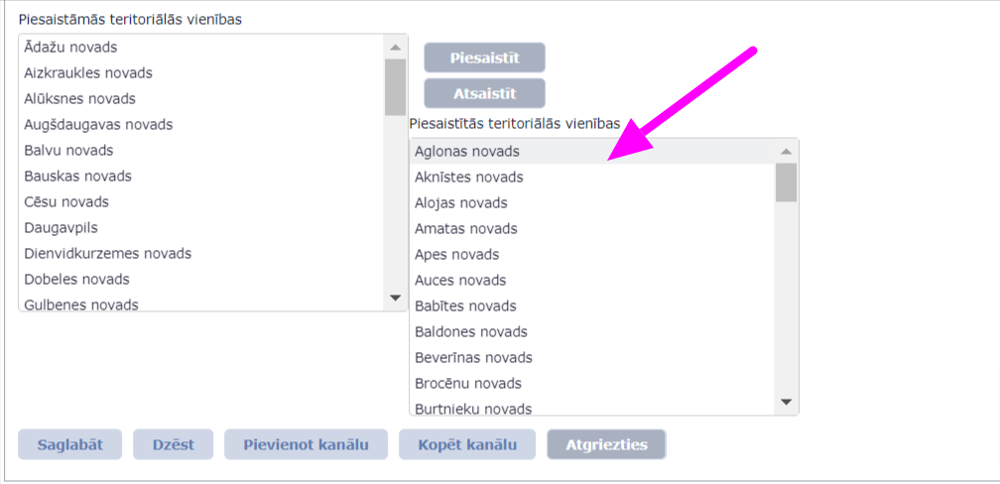 Piesaistāmās teritoriālās vienības
Ādažu novads
Aizkraukles novads
Alūksnes novads
Augšdaugavas novads
Balvu novads
Bauskas novads
Cēsu novads
Daugavpils
Dienvidkurzemes novads
Dobeles novads
Gulbenes novads
Piesaistīt
Atsaistīt
Piesaistītās teritoriālās vienības
Aglonas novads
Aknīstes novads
Alojas novads
Amatas novads
Apes novads
Auces novads
Babītes novads
Baldones novads
Beverīnas novads
Brocēnu novads
Burtnieku novads
Saglabāt
Dzēst
Pievienot kanālu
Kopēt kanālu
Atgriezties